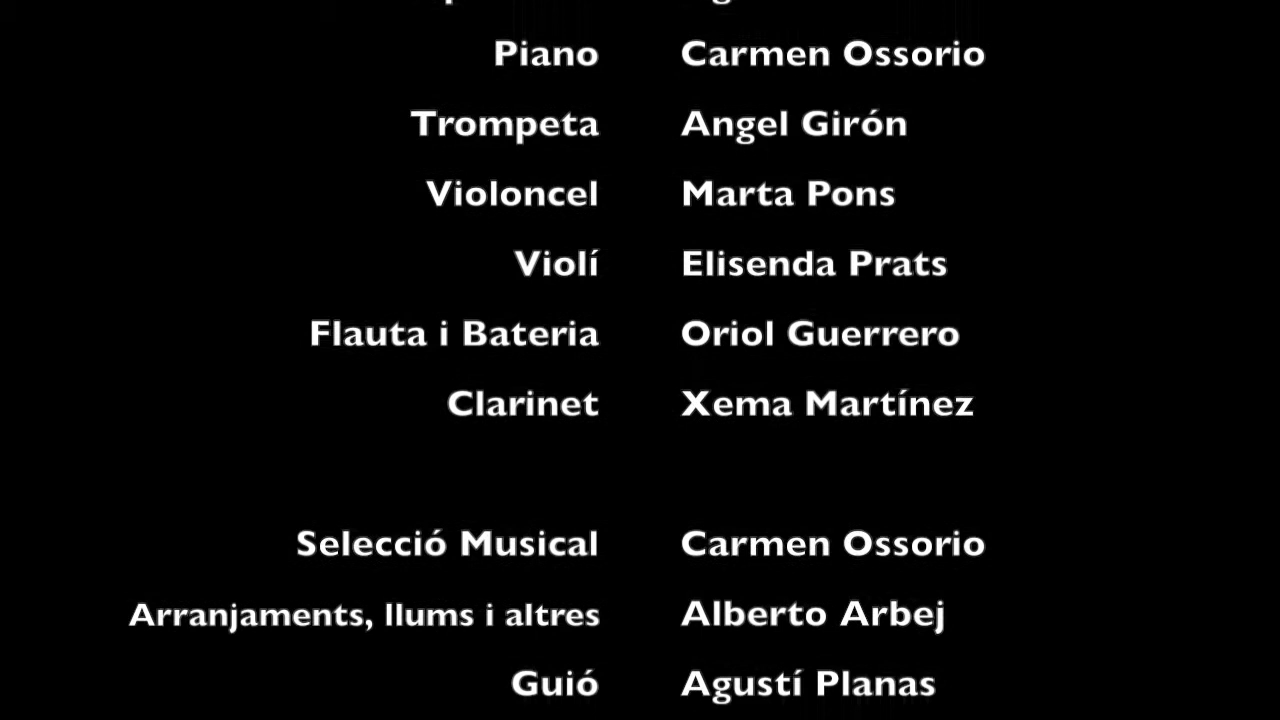 Piano Carmen Ossorio
Trompeta Angel Girón
Violoncel Marta Pons
Violí Elisenda Prats
Flauta i Bateria Oriol Guerrero
Clarinet Xema Martínez
Selecció Musical Carmen Ossorio
Arranjaments, llums i altres Alberto Arbej
Guió Agustí Planas